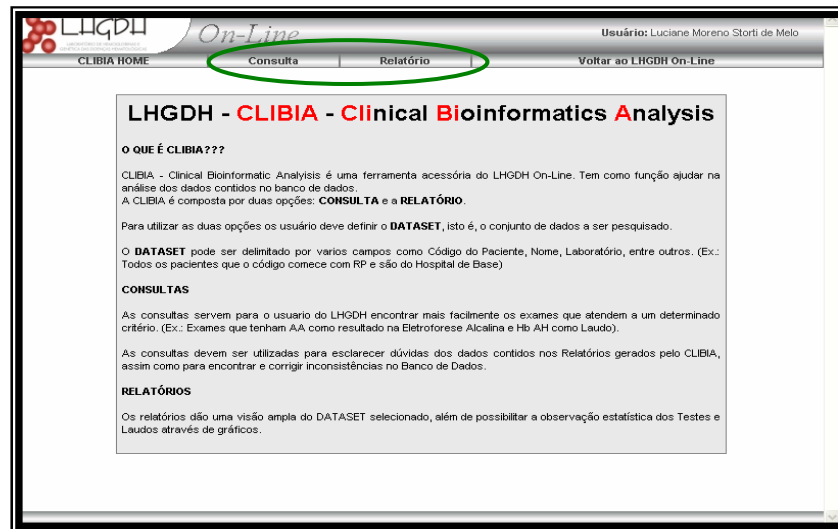 LHGDH On-Line
Usuário: Luciane Moreno Storti de Melo
CLIBIA HOME | Consulta | Relatório | Voltar ao LHGDH On-Line
LHGDH - CLIBIA - Clinical Bioinformatics Analysis
O QUE É CLIBIA???
CLIBIA - Clinical Bioinformatic Analyisis é uma ferramenta acessória do LHGDH On-Line. Tem como função ajudar na
análise dos dados contidos no banco de dados.
A CLIBIA é composta por duas opções: CONSULTA e a RELATÓRIO.
Para utilizar as duas opções os usuário deve definir o DATASET, isto é, o conjunto de dados a ser pesquisado.
O DATASET pode ser delimitado por varios campos como Código do Paciente, Nome, Laboratório, entre outros. (Ex.:
Todos os pacientes que o código comece com RP e são do Hospital de Base)
CONSULTAS
As consultas servem para o usuario do LHGDH encontrar mais facilmente os exames que atendem a um determinado
critério. (Ex.: Exames que tenham AA como resultado na Eletroforese Alcalina e Hb AH como Laudo).
As consultas devem ser utilizadas para esclarecer dúvidas dos dados contidos nos Relatórios gerados pelo CLIBIA,
assim como para encontrar e corrigir inconsistências no Banco de Dados.
RELATÓRIOS
Os relatórios dão uma visão ampla do DATASET selecionado, além de possibilitar a observação estatística dos Testes e
Laudos através de gráficos.